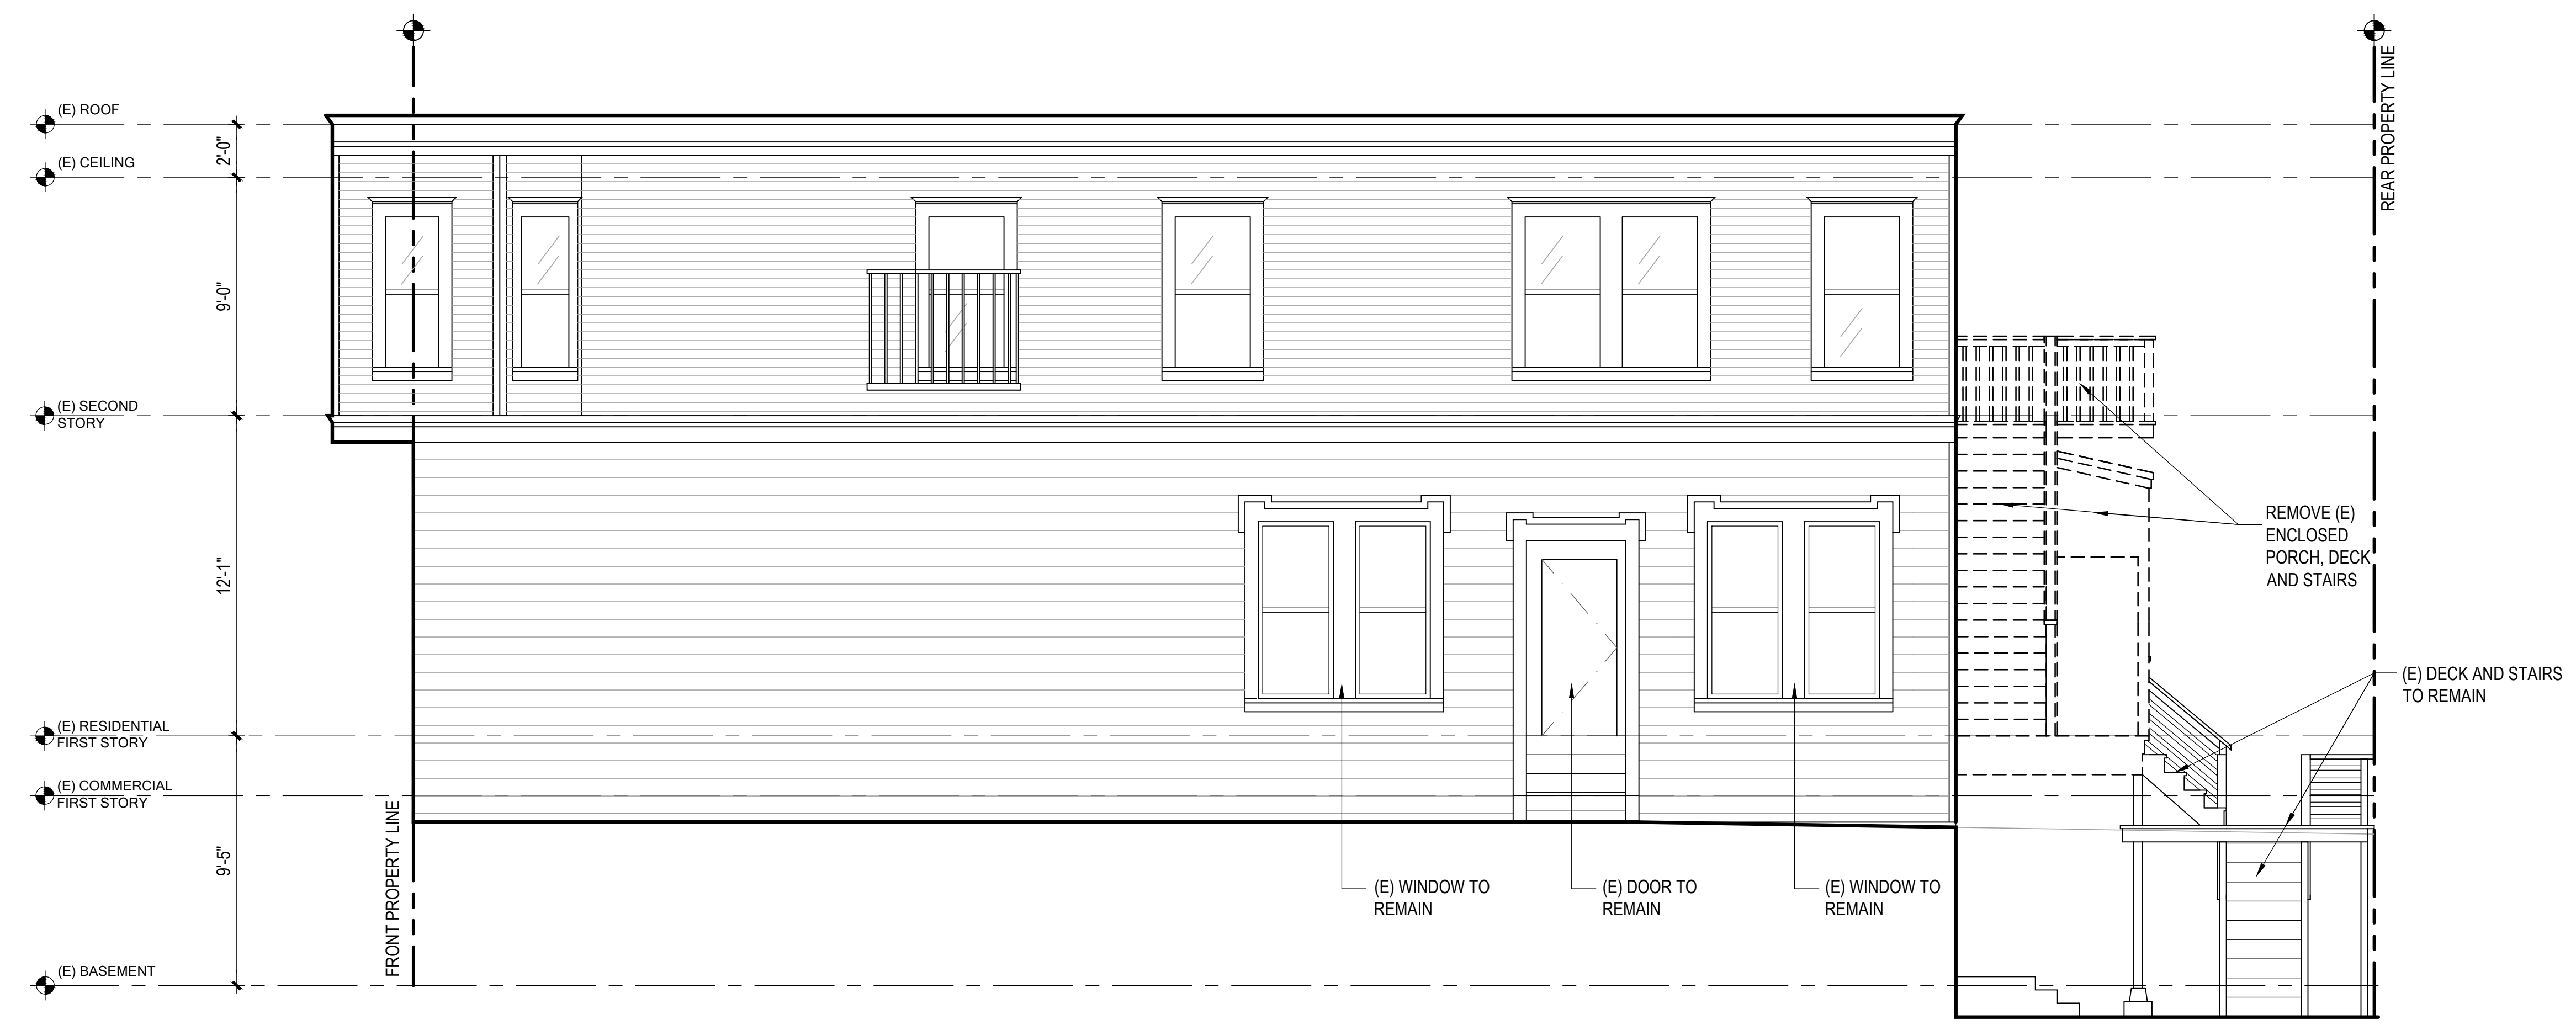 (E) ROOF
2'-0"
(E) CEILING
9'-0"
(E) SECOND
STORY
12'-1"
(E) RESIDENTIAL
FIRST STORY
(E) COMMERCIAL
FIRST STORY
9'-5"
(E) BASEMENT
FRONT PROPERTY LINE
REAR PROPERTY LINE
REMOVE (E)
ENCLOSED
PORCH, DECK
AND STAIRS
(E) DECK AND STAIRS
TO REMAIN
(E) WINDOW TO
REMAIN
(E) DOOR TO
REMAIN
(E) WINDOW TO
REMAIN